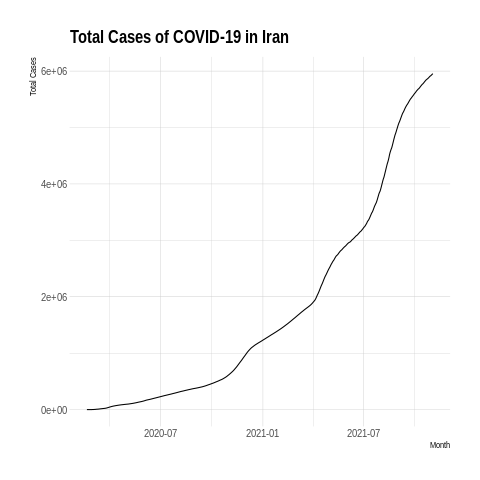 Total Cases of COVID-19 in Iran
Total Cases
6e+06
4e+06
2e+06
0e+00
2020-07
2021-01
2021-07
Month